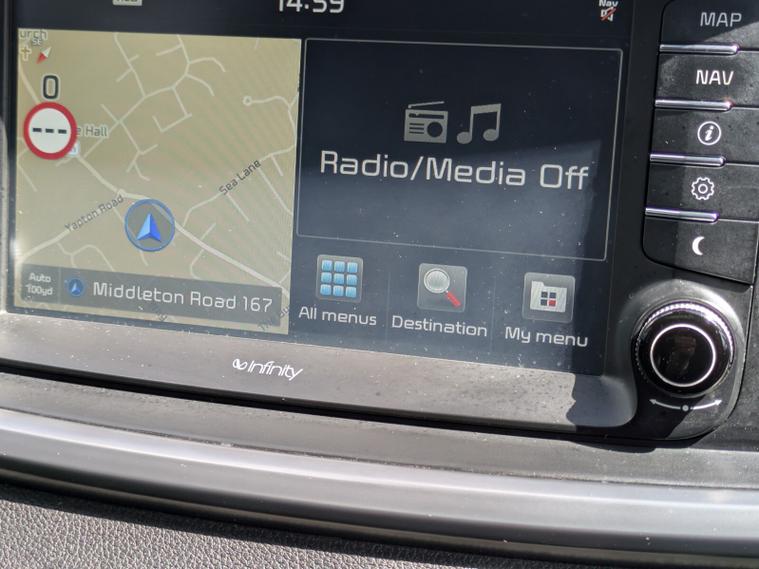 14:59
Nav
MAP
NAV
0
---
Hall
Sea Lane
Yapton Road
Auto
100yd
Middleton Road 167
Radio/Media Off
All menus
Destination
My menu
infinity